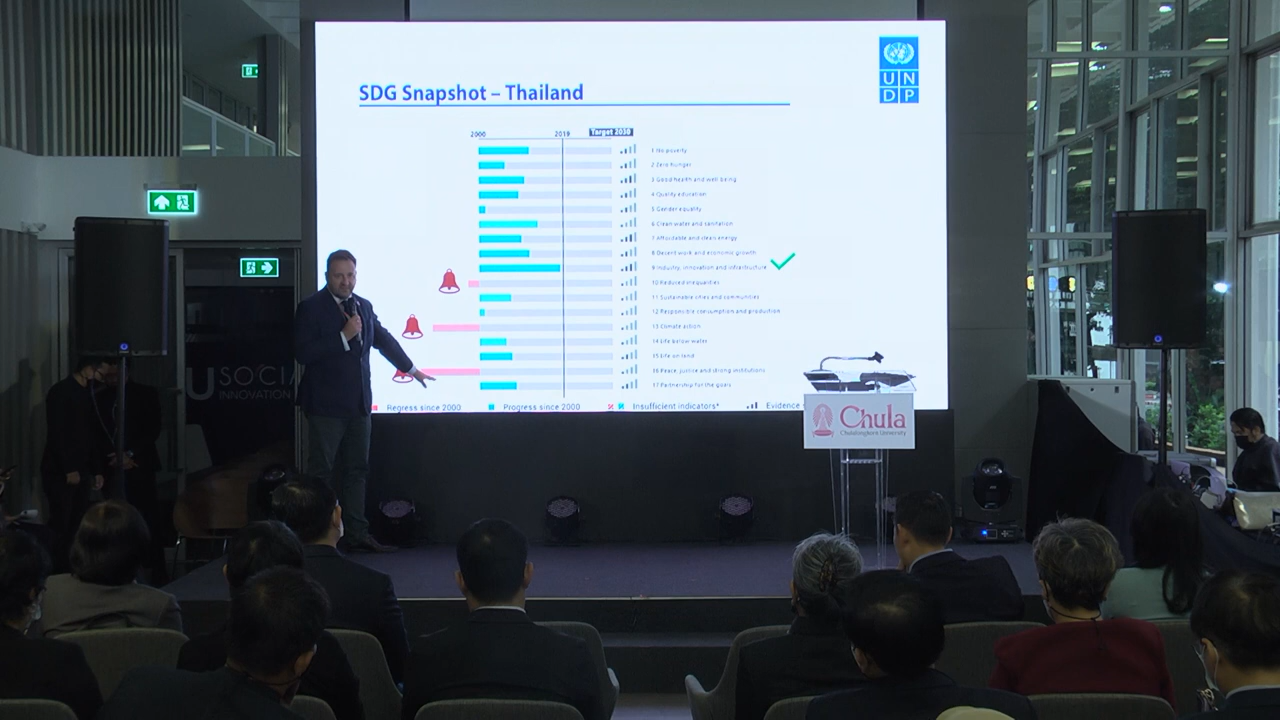 UN
DP
SDG Snapshot – Thailand
2000 2019 Target 2030
1 No poverty
2 Zero hunger
3 Good health and well being
4 Quality education
5 Gender equality
6 Clean water and sanitation
7 Affordable and clean energy
8 Decent work and economic growth
9 Industry, innovation and infrastructure
10 Reduced inequalities
11 Sustainable cities and communities
12 Responsible consumption and production
13 Climate action
14 Life below water
15 Life on land
16 Peace, justice and strong institutions
17 Partnership for the goals
Regress since 2000 Progress since 2000 Insufficient indicators* Evidence
U SOCIA
INNOVATION
Chula
Chulalongkorn University